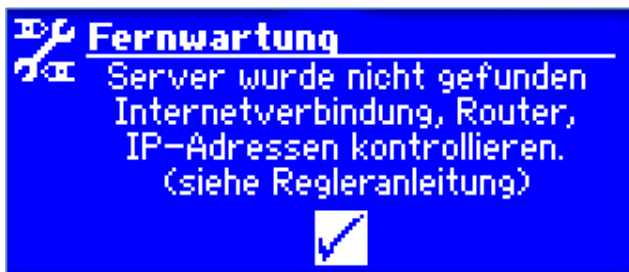 Fernwartung
Server wurde nicht gefunden
Internetverbindung, Router,
IP-Adressen kontrollieren.
(siehe Regleranleitung)